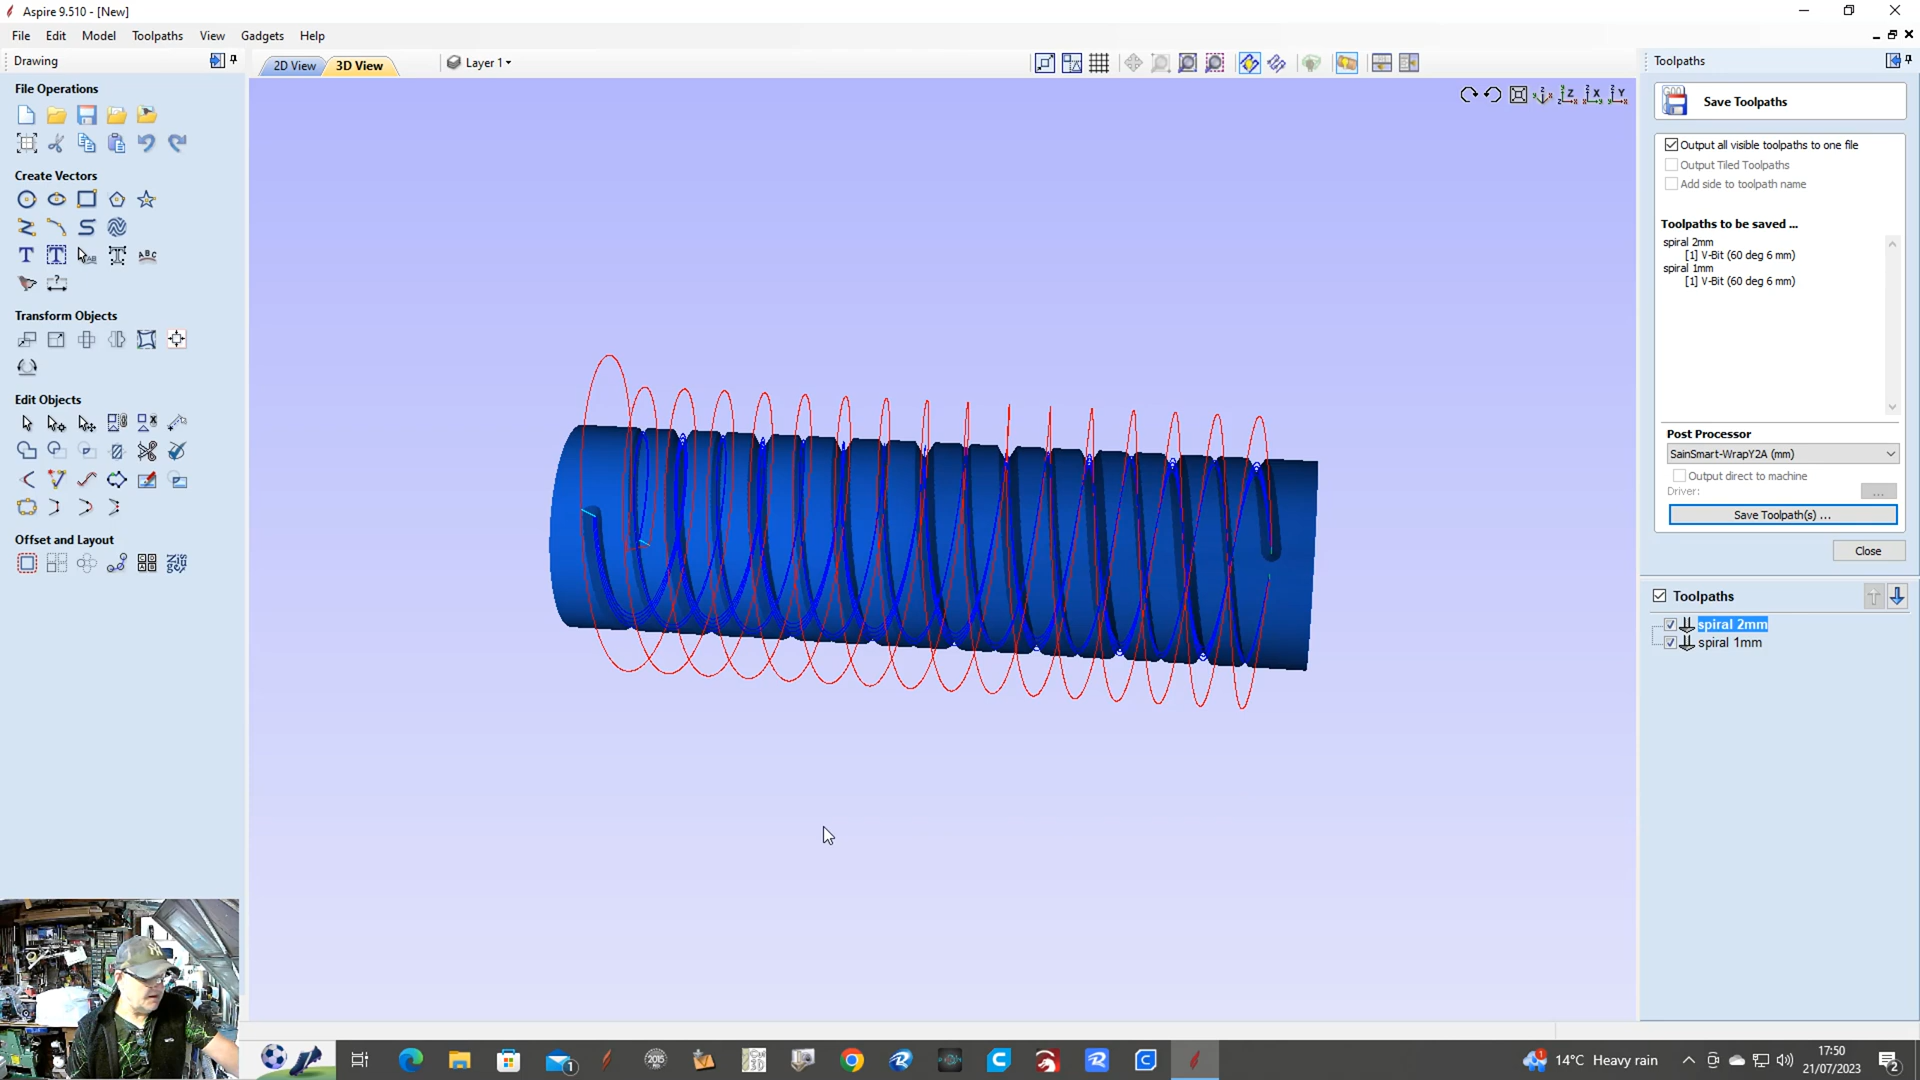 Aspire 9.510 - [New]
File Edit Model Toolpaths View Gadgets Help
Drawing
File Operations
Create Vectors
Transform Objects
Edit Objects
Offset and Layout
2D View
3D View
Layer 1
Toolpaths
Save Toolpaths
Output all visible toolpaths to one file
Output Tiled Toolpaths
Add side to toolpath name
Toolpaths to be saved ...
spiral 2mm
[1] V-Bit (60 deg 6 mm)
spiral 1mm
[1] V-Bit (60 deg 6 mm)
Post Processor
SainSmart-WrapY2A (mm)
Output direct to machine
Driver:
...
Save Toolpath(s) ...
Close
Toolpaths
spiral 2mm
spiral 1mm
1
2015
14°C Heavy rain
17:50
21/07/2023
2